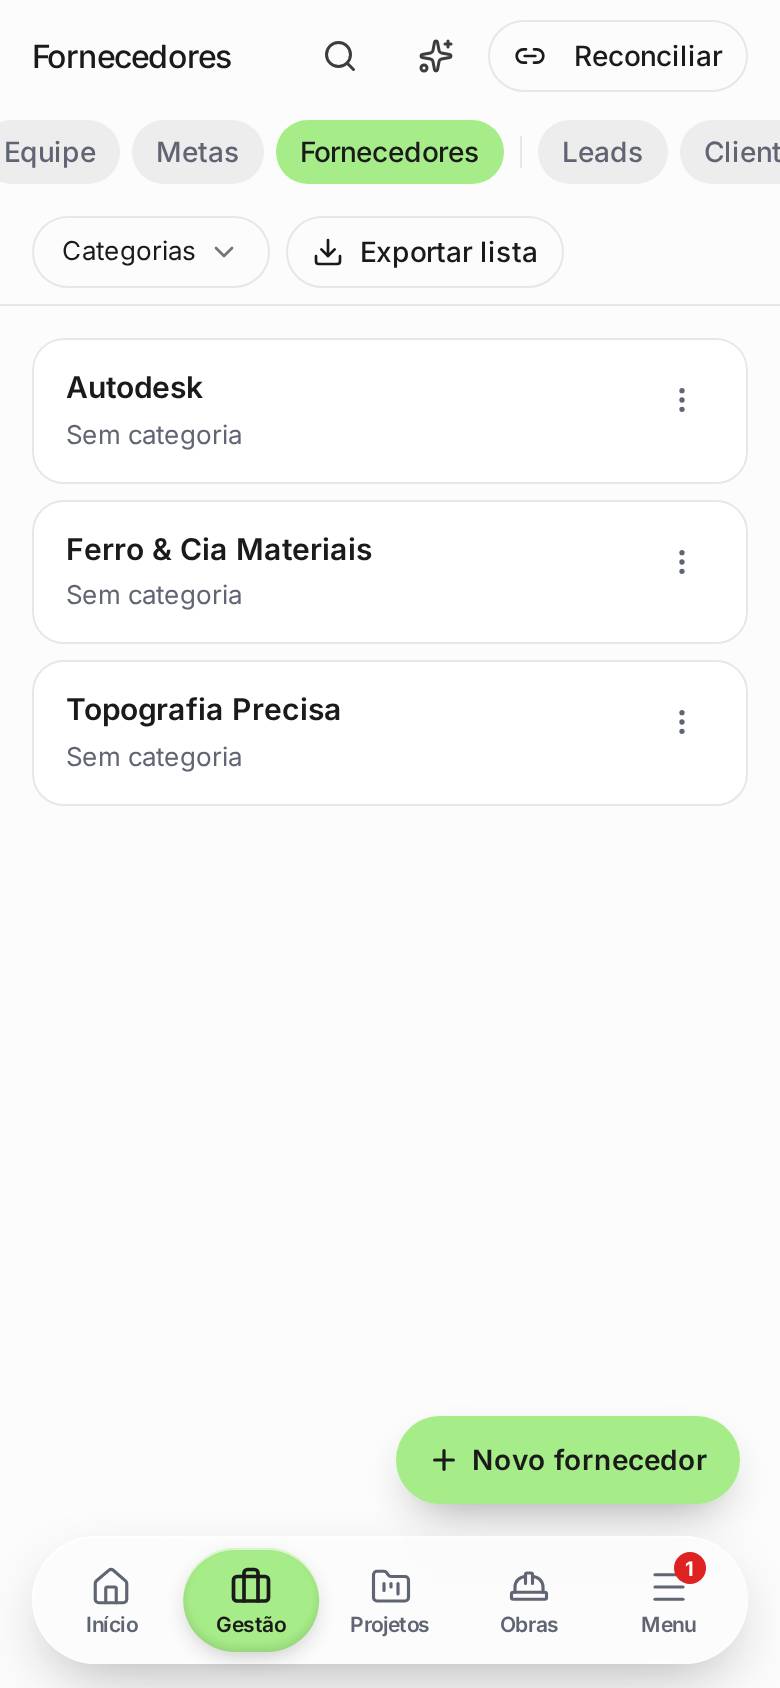 Fornecedores
Reconciliar
Equipe
Metas
Fornecedores
Leads
Client
Categorias
Exportar lista
Autodesk
Sem categoria
Ferro & Cia Materiais
Sem categoria
Topografia Precisa
Sem categoria
+ Novo fornecedor
1
Início
Gestão
Projetos
Obras
Menu